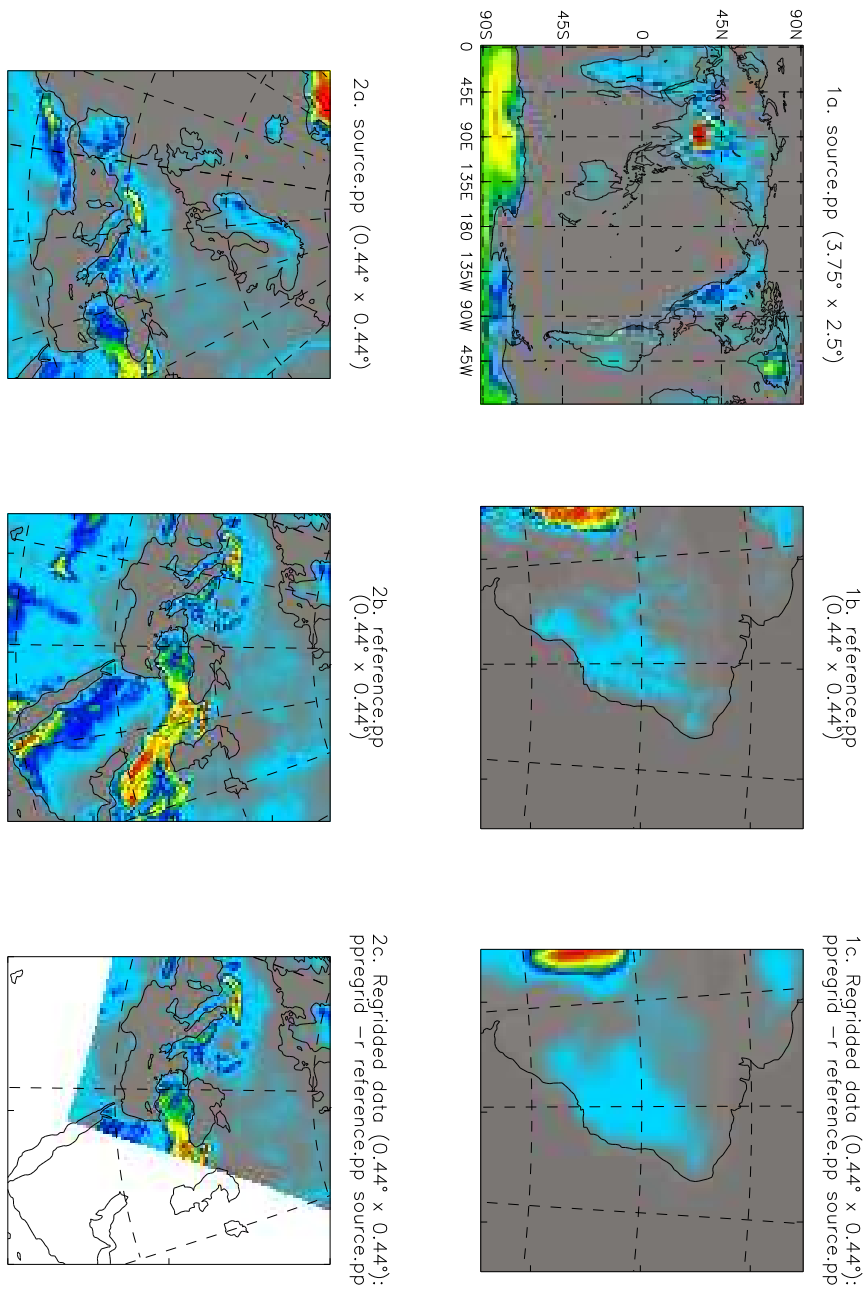 1a. source.pp (3.75° x 2.5°)
90N
45N
0
45S
90S
0
45E
90E
135E
180
135W
90W
45W
1b. reference.pp
(0.44° x 0.44°)
1c. Regridded data (0.44° x 0.44°):
ppregrid -r reference.pp source.pp
2a. source.pp (0.44° x 0.44°)
2b. reference.pp
(0.44° x 0.44°)
2c. Regridded data (0.44° x 0.44°):
ppregrid -r reference.pp source.pp